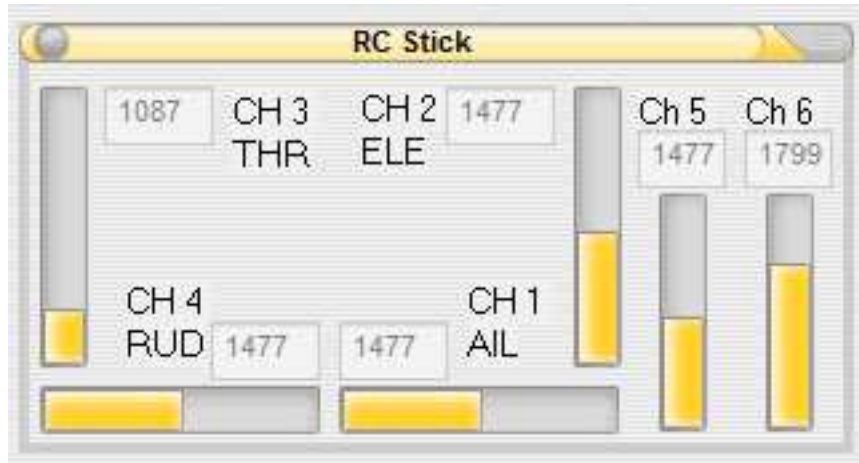 RC Stick
1087 CH 3 CH 2 1477 Ch 5 Ch 6
THR ELE 1477 1799
CH 4 CH 1
RUD 1477 1477 AIL